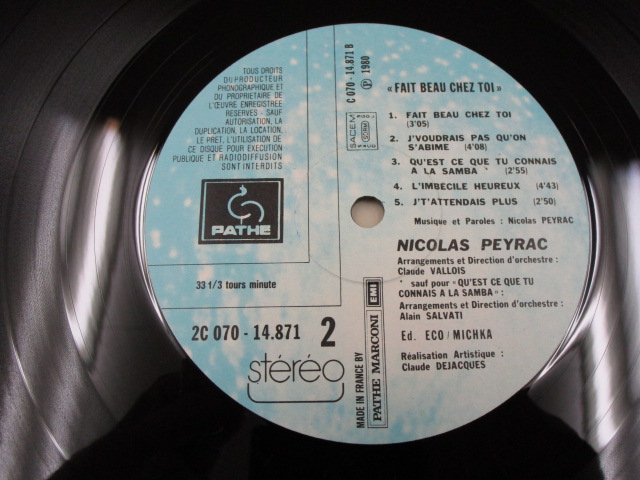 TOUS DROITS
DU PRODUCTEUR
PHONOGRAPHIQUE ET
DU PROPRIETAIRE DE
L'ŒUVRE ENREGISTREE
RESERVES - SAUF
AUTORISATION, LA
DUPLICATION, LA LOCATION,
LE PRET, L'UTILISATION DE
CE DISQUE POUR EXECUTION
PUBLIQUE ET RADIODIFFUSION
SONT INTERDITS
PATHE
33 1/3 tours minute
2C 070 - 14.871 2
stéréo
C 070 - 14.871 B
Ⓟ 1980
SACEM
« FAIT BEAU CHEZ TOI »
1. FAIT BEAU CHEZ TOI
(3'05)
2. J'VOUDRAIS PAS QU'ON
S'ABIME (4'08)
3. QU'EST CE QUE TU CONNAIS
A LA SAMBA * (2'55)
4. L'IMBECILE HEUREUX (4'43)
5. J'T'ATTENDAIS PLUS (2'50)
Musique et Paroles : Nicolas PEYRAC
NICOLAS PEYRAC
Arrangements et Direction d'orchestre :
Claude VALLOIS
* sauf pour « QU'EST CE QUE TU
CONNAIS A LA SAMBA » :
Arrangements et Direction d'orchestre :
Alain SALVATI
Ed. ECO / MICHKA
Réalisation Artistique :
Claude DEJACQUES
MADE IN FRANCE BY
PATHE MARCONI EMI